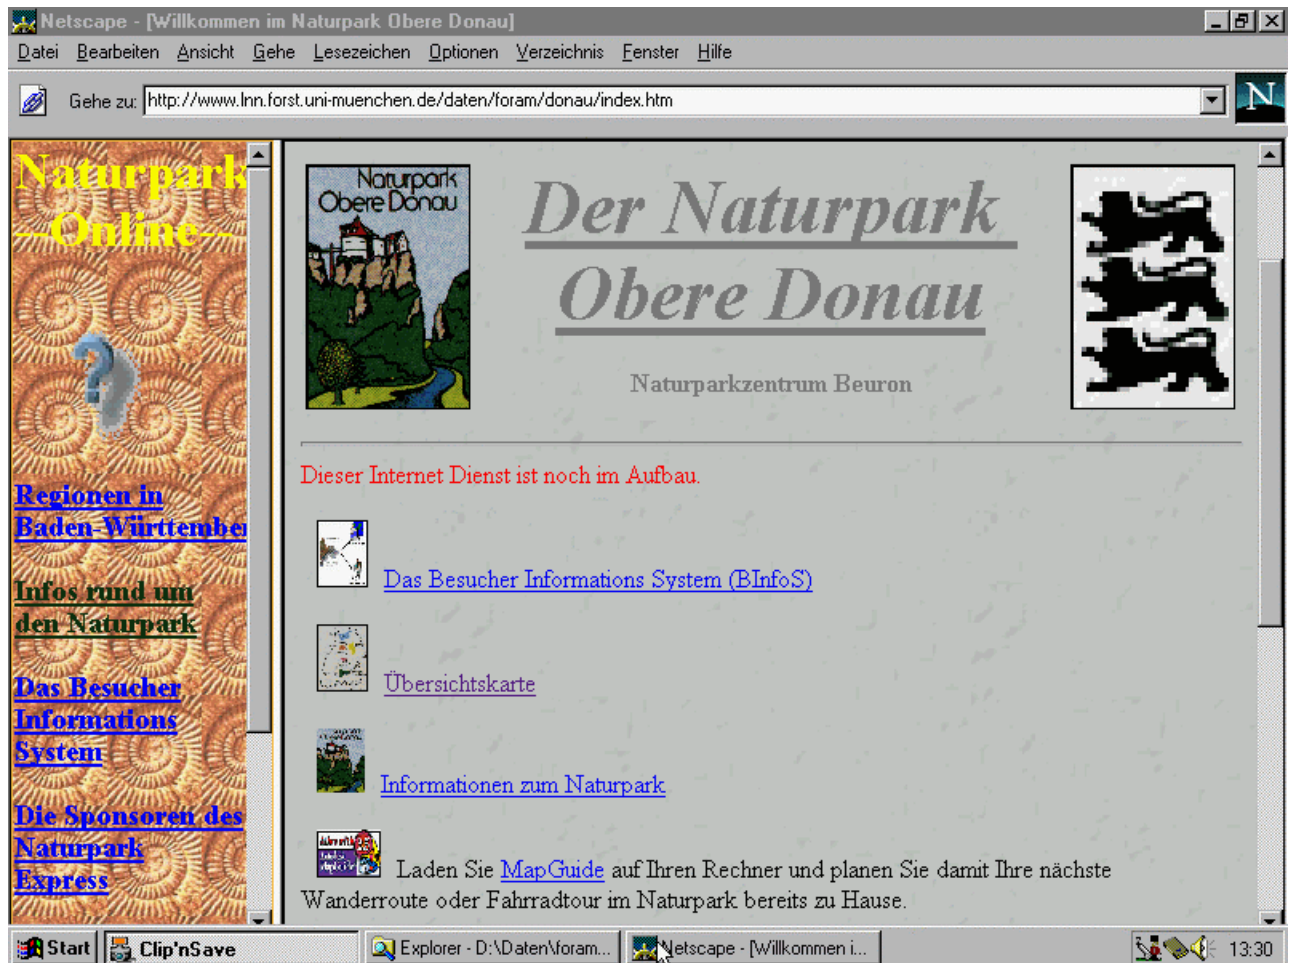 Netscape - [Willkommen im Naturpark Obere Donau]
Datei Bearbeiten Ansicht Gehe Lesezeichen Optionen Verzeichnis Fenster Hilfe
Gehe zu: http://www.lnn.forst.uni-muenchen.de/daten/foram/donau/index.htm
N
Naturpark
--Online--
Regionen in
Baden-Württember
Infos rund um
den Naturpark
Das Besucher
Informations
System
Die Sponsoren des
Naturpark
Express
Naturpark
Obere Donau
Der Naturpark
Obere Donau
Naturparkzentrum Beuron
Dieser Internet Dienst ist noch im Aufbau.
Das Besucher Informations System (BInfoS)
Übersichtskarte
Informationen zum Naturpark
Laden Sie MapGuide auf Ihren Rechner und planen Sie damit Ihre nächste
Wanderroute oder Fahrradtour im Naturpark bereits zu Hause.
Start Clip'nSave Explorer - D:\Daten\foram... Netscape - [Willkommen i... 13:30